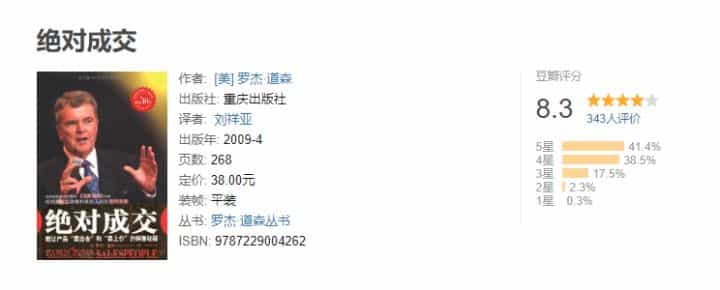 绝对成交
作者: [美] 罗杰·道森
出版社: 重庆出版社
译者: 刘祥亚
出版年: 2009-4
页数: 268
定价: 38.00元
装帧: 平装
丛书: 罗杰·道森丛书
ISBN: 9787229004262
豆瓣评分
8.3
343人评价
5星 41.4%
4星 38.5%
3星 17.5%
2星 2.3%
1星 0.3%
绝对成交
SALESPEOPLE